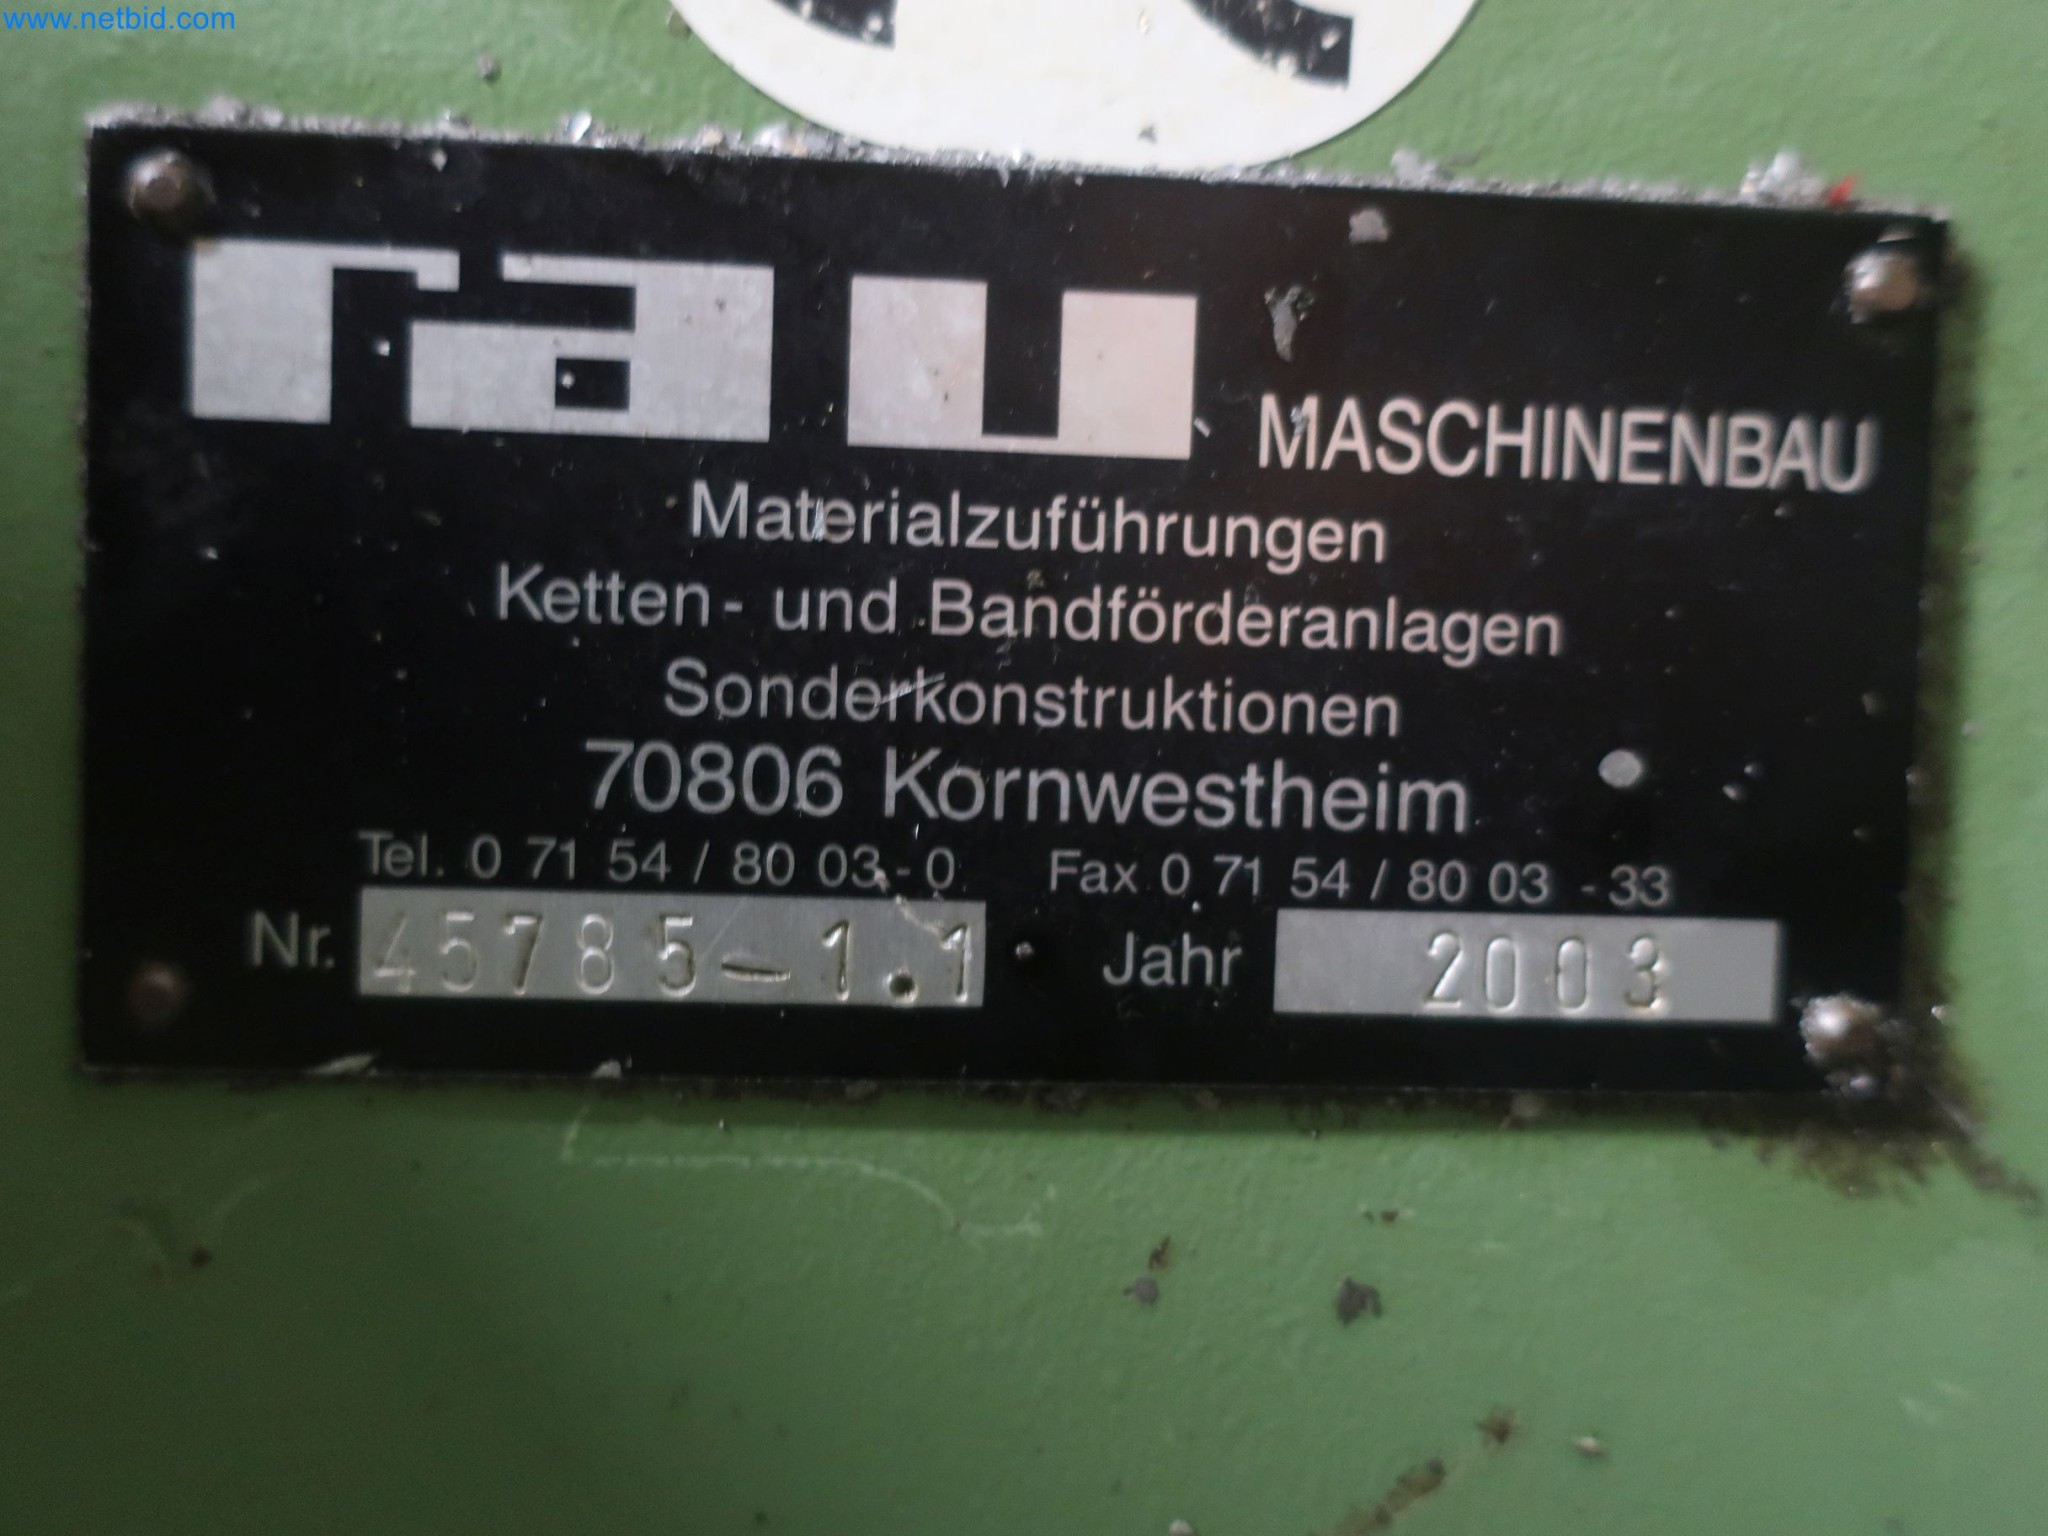 www.netbid.com
rau MASCHINENBAU
Materialzuführungen
Ketten- und Bandförderanlagen
Sonderkonstruktionen
70806 Kornwestheim
Tel. 0 71 54 / 80 03 - 0 Fax 0 71 54 / 80 03 - 33
Nr. 45785-1.1 Jahr 2003